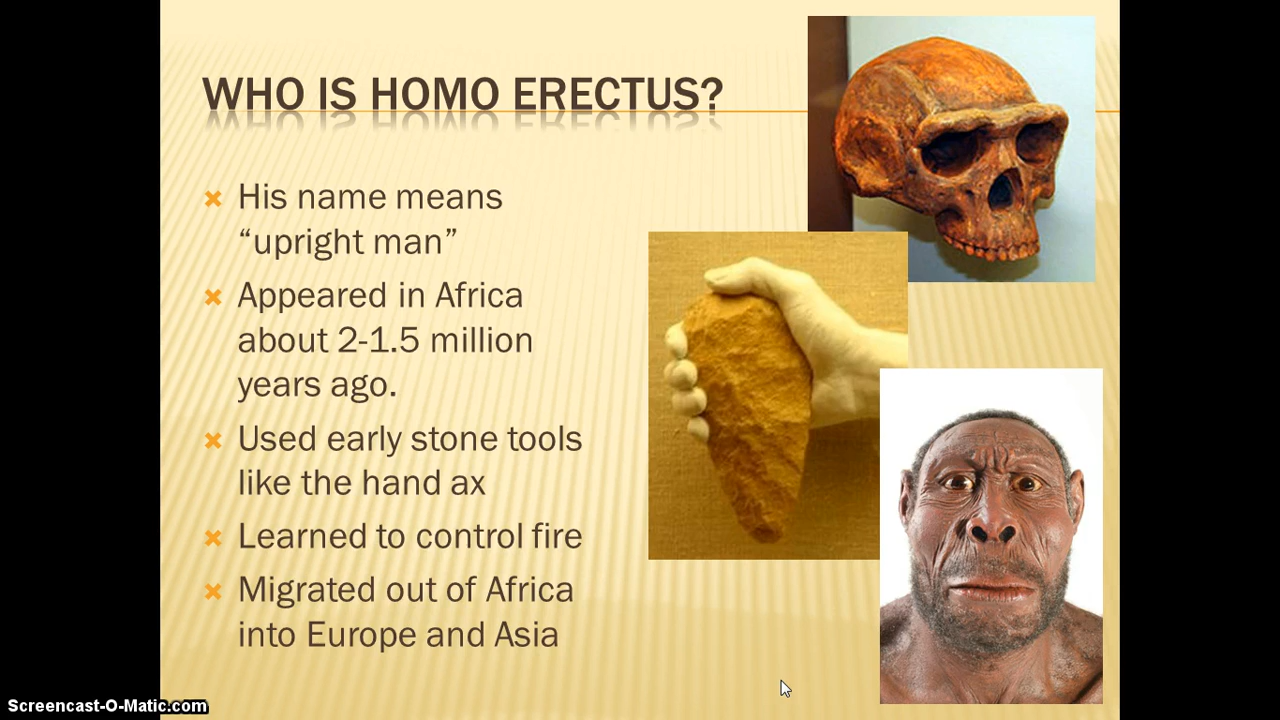 WHO IS HOMO ERECTUS?
His name means
“upright man”
Appeared in Africa
about 2-1.5 million
years ago.
Used early stone tools
like the hand ax
Learned to control fire
Migrated out of Africa
into Europe and Asia
Screencast-O-Matic.com